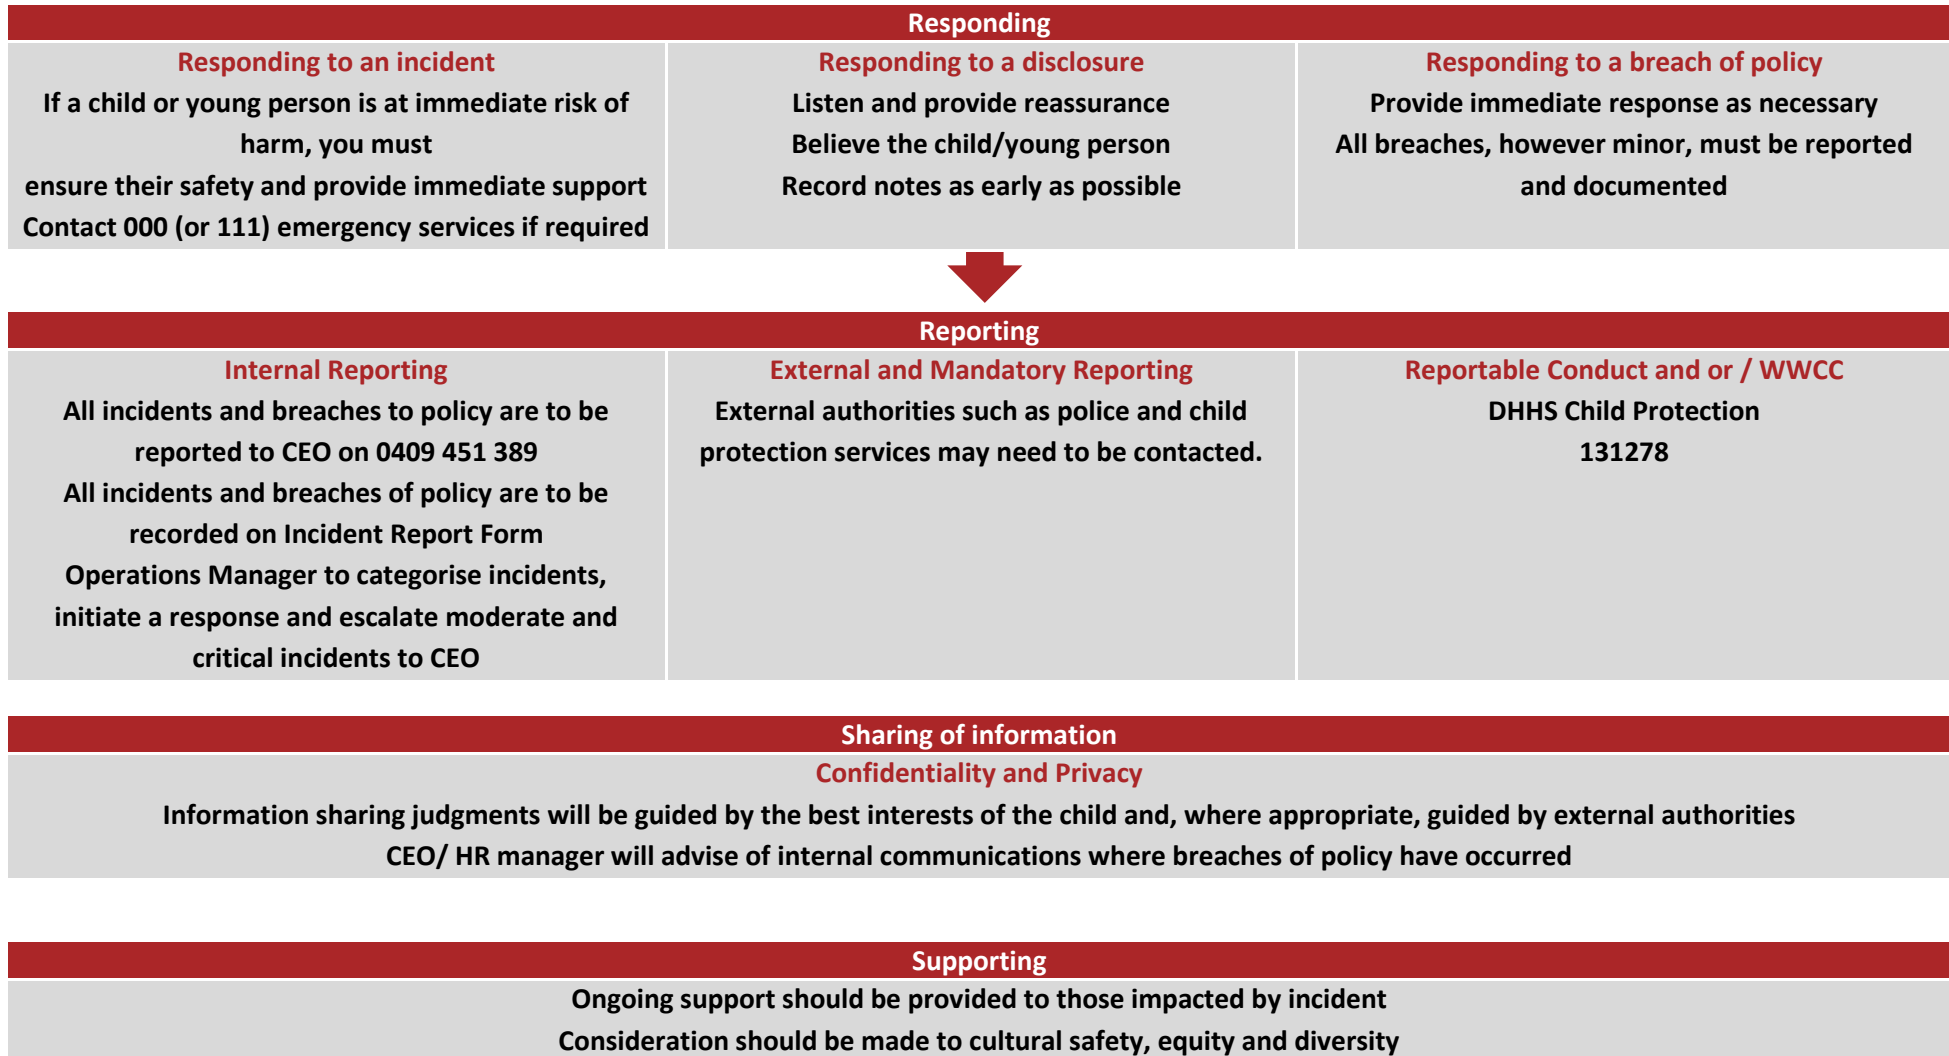 Responding
Responding to an incident
If a child or young person is at immediate risk of
harm, you must
ensure their safety and provide immediate support
Contact 000 (or 111) emergency services if required
Responding to a disclosure
Listen and provide reassurance
Believe the child/young person
Record notes as early as possible
Responding to a breach of policy
Provide immediate response as necessary
All breaches, however minor, must be reported
and documented
Reporting
Internal Reporting
All incidents and breaches to policy are to be
reported to CEO on 0409 451 389
All incidents and breaches of policy are to be
recorded on Incident Report Form
Operations Manager to categorise incidents,
initiate a response and escalate moderate and
critical incidents to CEO
External and Mandatory Reporting
External authorities such as police and child
protection services may need to be contacted.
Reportable Conduct and or / WWCC
DHHS Child Protection
131278
Sharing of information
Confidentiality and Privacy
Information sharing judgments will be guided by the best interests of the child and, where appropriate, guided by external authorities
CEO/ HR manager will advise of internal communications where breaches of policy have occurred
Supporting
Ongoing support should be provided to those impacted by incident
Consideration should be made to cultural safety, equity and diversity